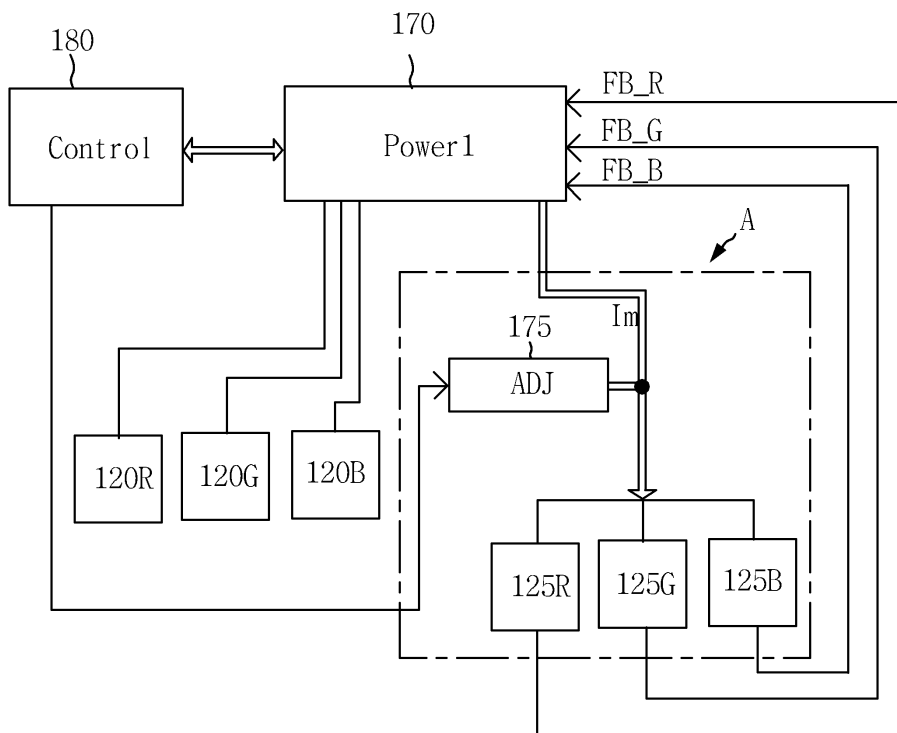 180
170
Control
Power1
FB_R
FB_G
FB_B
A
Im
175
ADJ
120R
120G
120B
125R
125G
125B